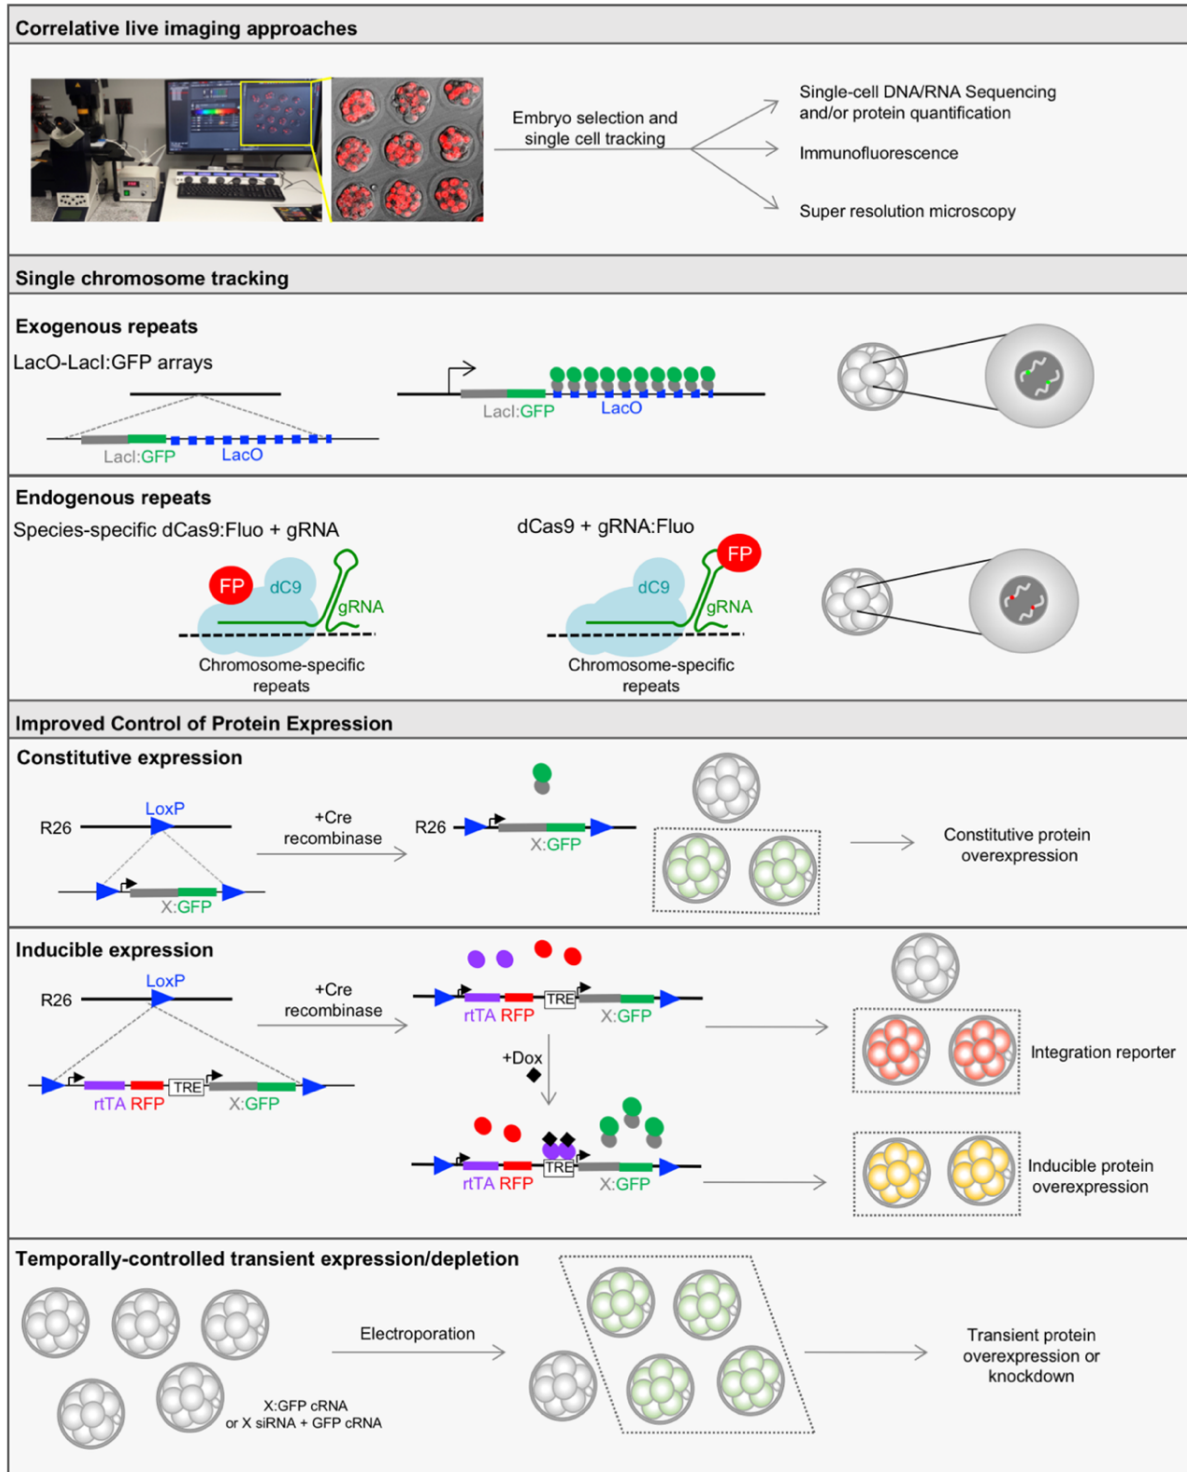 Correlative live imaging approaches
Embryo selection and
single cell tracking
Single-cell DNA/RNA Sequencing
and/or protein quantification
Immunofluorescence
Super resolution microscopy
Single chromosome tracking
Exogenous repeats
LacO-LacI:GFP arrays
LacI:GFP
LacO
LacI:GFP
LacO
Endogenous repeats
Species-specific dCas9:Fluo + gRNA
FP
dC9
gRNA
Chromosome-specific
repeats
dCas9 + gRNA:Fluo
FP
dC9
gRNA
Chromosome-specific
repeats
Improved Control of Protein Expression
Constitutive expression
LoxP
R26
X:GFP
+Cre
recombinase
R26
X:GFP
Constitutive protein
overexpression
Inducible expression
LoxP
R26
rtTA RFP
TRE
X:GFP
+Cre
recombinase
rtTA RFP
TRE
X:GFP
+Dox
rtTA RFP
TRE
X:GFP
Integration reporter
Inducible protein
overexpression
Temporally-controlled transient expression/depletion
X:GFP cRNA
or X siRNA + GFP cRNA
Electroporation
Transient protein
overexpression or
knockdown